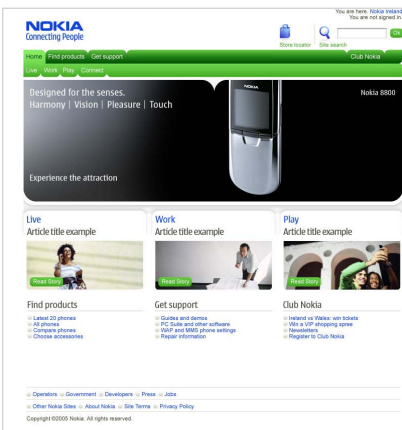 You are here. Nokia Ireland
You are not signed in.
NOKIA
Connecting People
Store locator
Site search
Ok
Home Find products Get support
Club Nokia
Live Work Play Connect
Designed for the senses.
Harmony | Vision | Pleasure | Touch
Nokia 8800
NOKIA
Experience the attraction
Live
Article title example
Read Story
Work
Article title example
Read Story
Play
Article title example
Read Story
Find products
Latest 20 phones
All phones
Compare phones
Choose accessories
Get support
Guides and demos
PC Suite and other software
WAP and MMS phone settings
Repair information
Club Nokia
Ireland vs Wales: win tickets
Win a VIP shopping spree
Newsletters
Register to Club Nokia
Operators Government Developers Press Jobs
Other Nokia Sites About Nokia Site Terms Privacy Policy
Copyright ©2005 Nokia. All rights reserved.